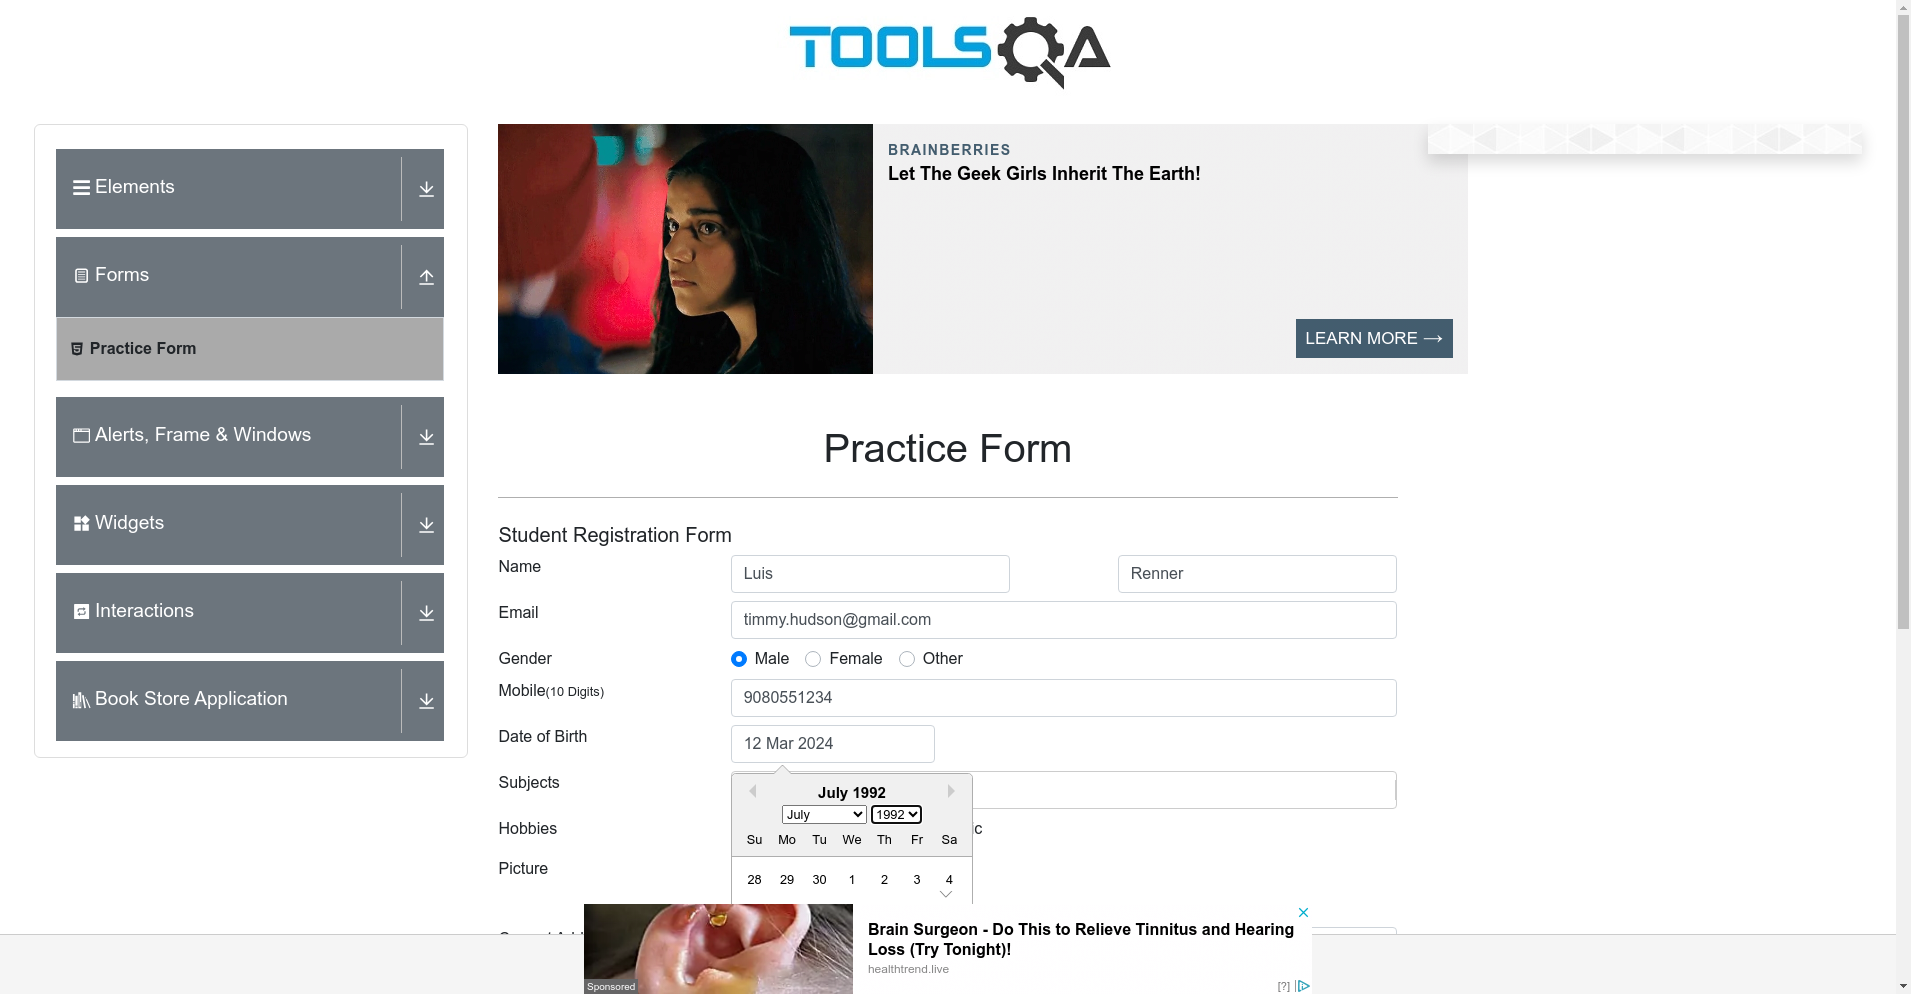 TOOLSQA
Elements
Forms
Practice Form
Alerts, Frame & Windows
Widgets
Interactions
Book Store Application
BRAINBERRIES
Let The Geek Girls Inherit The Earth!
LEARN MORE →
Practice Form
Student Registration Form
Name
Luis
Renner
Email
timmy.hudson@gmail.com
Gender
Male
Female
Other
Mobile(10 Digits)
9080551234
Date of Birth
12 Mar 2024
Subjects
July 1992
July
1992
Su Mo Tu We Th Fr Sa
28 29 30 1 2 3 4
Hobbies
Picture
Brain Surgeon - Do This to Relieve Tinnitus and Hearing
Loss (Try Tonight)!
healthtrend.live
Sponsored
[?]